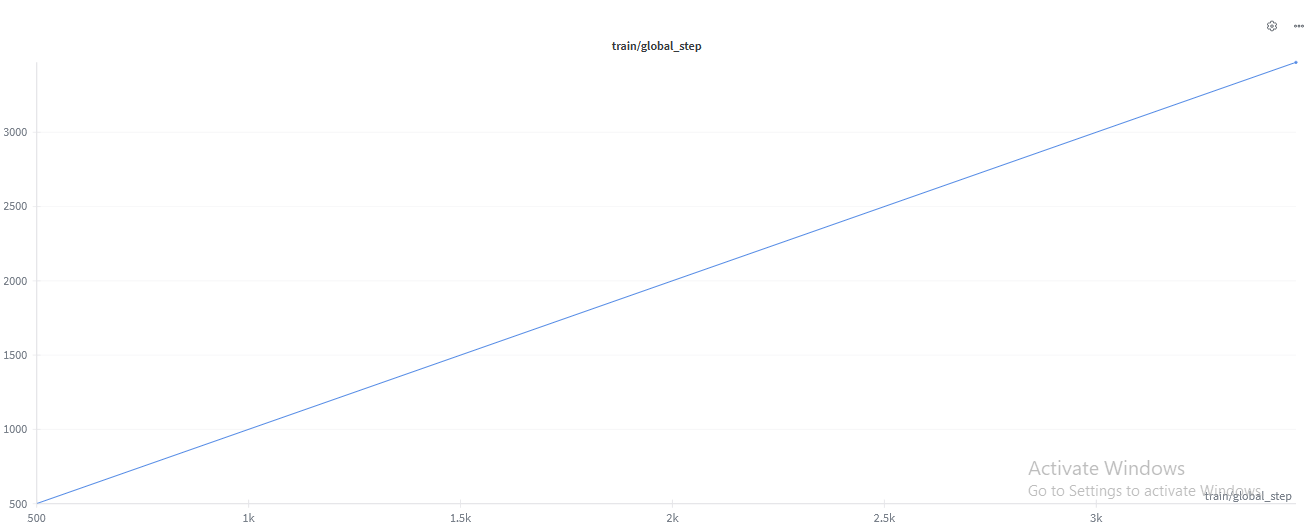 train/global_step
3000
2500
2000
1500
1000
500
Activate Windows
Go to Settings to activate Windows.
train/global_step
500 1k 1.5k 2k 2.5k 3k